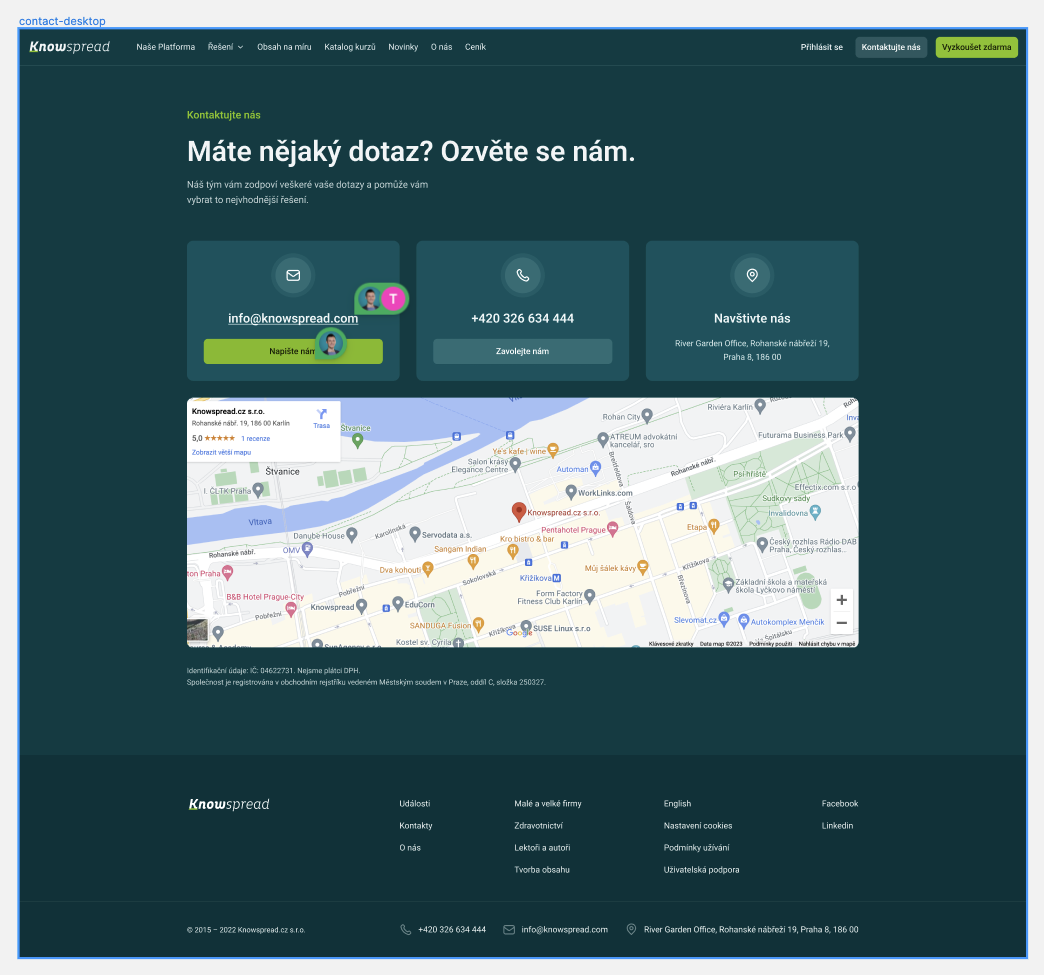 contact-desktop
Knowspread
Naše Platforma
Řešení
Obsah na míru
Katalog kurzů
Novinky
O nás
Ceník
Přihlásit se
Kontaktujte nás
Vyzkoušet zdarma
Kontaktujte nás
Máte nějaký dotaz? Ozvěte se nám.
Náš tým vám zodpoví veškeré vaše dotazy a pomůže vám
vybrat to nejvhodnější řešení.
T
info@knowspread.com
Napište nám
+420 326 634 444
Zavolejte nám
Navštivte nás
River Garden Office, Rohanské nábřeží 19,
Praha 8, 186 00
Knowspread.cz s.r.o.
Rohanské nábř. 19, 186 00 Karlín
5,0 ★★★★★ 1 recenze
Zobrazit větší mapu
Trasa
Štvanice
Rohan City
Riviéra Karlín
ATREUM advokátní
kancelář, sro
Futurama Business Park
Ye's kafe i wine
Salon krasy
Elegance Centre
Automan
Breitfeldova
Rohanské nábř.
Štvanice
Psí hřiště
I. ČLTK Praha
WorkLinks.com
Effectix.com s.r.o
Sudkovy sady
Šaldova
Knowspread.cz s.r.o.
Invalidovna
Vltava
Karolinská
Pentahotel Prague
Etapa
Danube House
Servodata a.s.
Kro bistro & bar
Český rozhlas Rádio DAB
Praha, Český rozhlas...
Rohanské nábř.
OMV
Sangam Indian
Dva kohouti
Sokolovská
Křižíkova
Můj šálek kávy
Křižíkova
Březinova
ton Praha
Pobřežní
Základní škola a mateřská
škola Lyčkovo náměstí
B&B Hotel Prague-City
Form Factory
Fitness Club Karlín
Knowspread
EduCorn
Pobřežní
SANDUGA Fusion
Křižíkova
SUSE Linux s.r.o
Slevomat.cz
Autokomplex Menčík
Kostel sv. Cyrila
Google
Klávesové zkratky
Data map ©2023
Podmínky použití
Nahlásit chybu v mapě
Identifikační údaje: IČ: 04622731. Nejsme plátci DPH.
Společnost je registrována v obchodním rejstříku vedeném Městským soudem v Praze, oddíl C, složka 250327.
Knowspread
Události
Kontakty
O nás
Malé a velké firmy
Zdravotnictví
Lektoři a autoři
Tvorba obsahu
English
Nastavení cookies
Podmínky užívání
Uživatelská podpora
Facebook
Linkedin
© 2015 – 2022 Knowspread.cz s.r.o.
+420 326 634 444
info@knowspread.com
River Garden Office, Rohanské nábřeží 19, Praha 8, 186 00